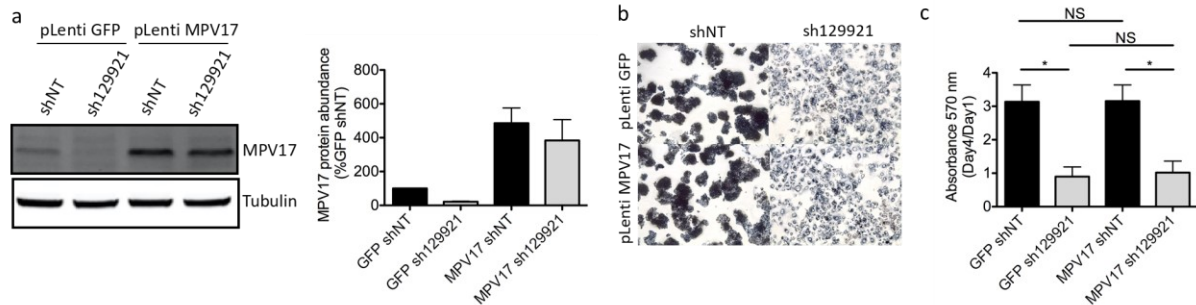 a
pLenti GFP pLenti MPV17
shNT
sh129921
shNT
sh129921
MPV17
Tubulin
MPV17 protein abundance
(%GFP shNT)
800
600
400
200
0
GFP shNT
GFP sh129921
MPV17 shNT
MPV17 sh129921
b
shNT sh129921
pLenti GFP
pLenti MPV17
c
NS
NS
* *
Absorbance 570 nm
(Day4/Day1)
4
3
2
1
0
GFP shNT
GFP sh129921
MPV17 shNT
MPV17 sh129921